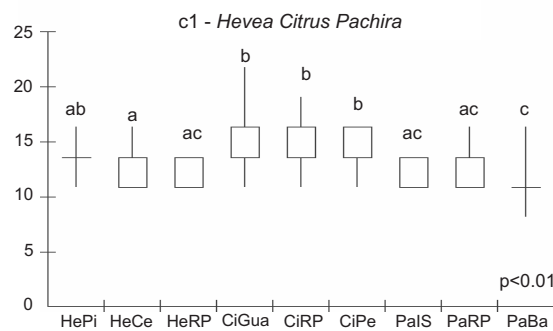 c1 - Hevea Citrus Pachira
25
20
15
10
5
0
ab
a
ac
b
b
b
ac
ac
c
p<0.01
HePi HeCe HeRP CiGua CiRP CiPe PaIS PaRP PaBa